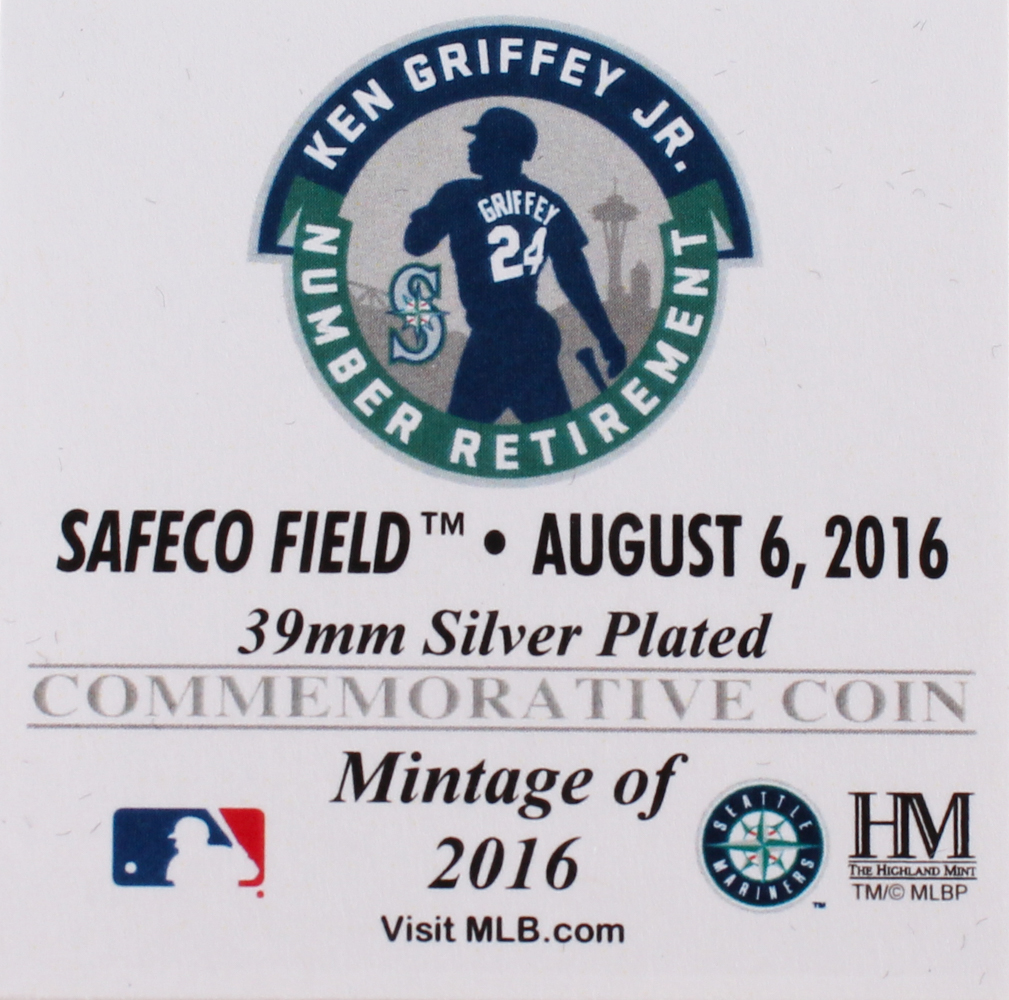 KEN GRIFFEY JR.
GRIFFEY
24
S
NUMBER RETIREMENT
SAFECO FIELD™ • AUGUST 6, 2016
39mm Silver Plated
COMMEMORATIVE COIN
Mintage of
2016
Visit MLB.com
SEATTLE
MARINERS
TM
HM
THE HIGHLAND MINT
TM/© MLBP